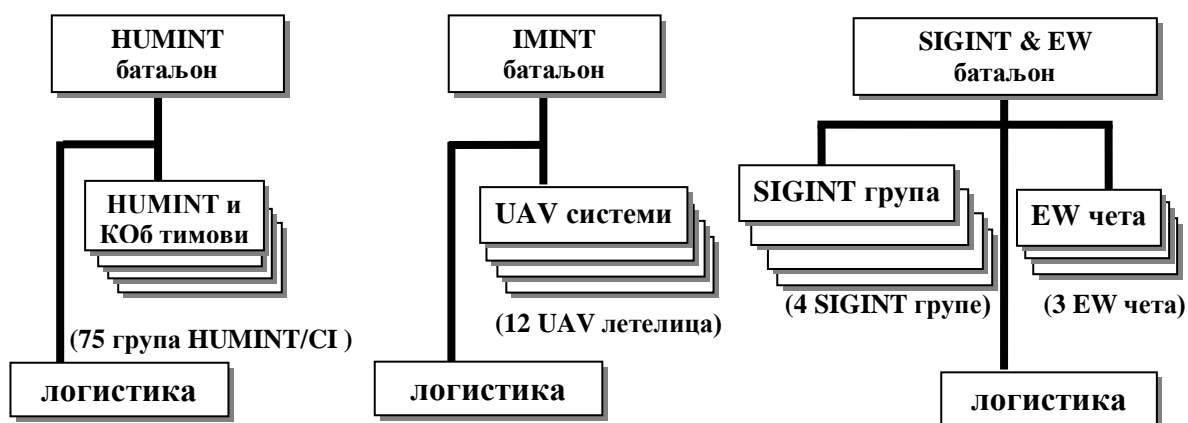 HUMINT
батаљон
HUMINT и
КОб тимови
(75 група HUMINT/CI )
логистика
IMINT
батаљон
UAV системи
(12 UAV летелица)
логистика
SIGINT & EW
батаљон
SIGINT група
(4 SIGINT групе)
EW чета
(3 EW чета)
логистика